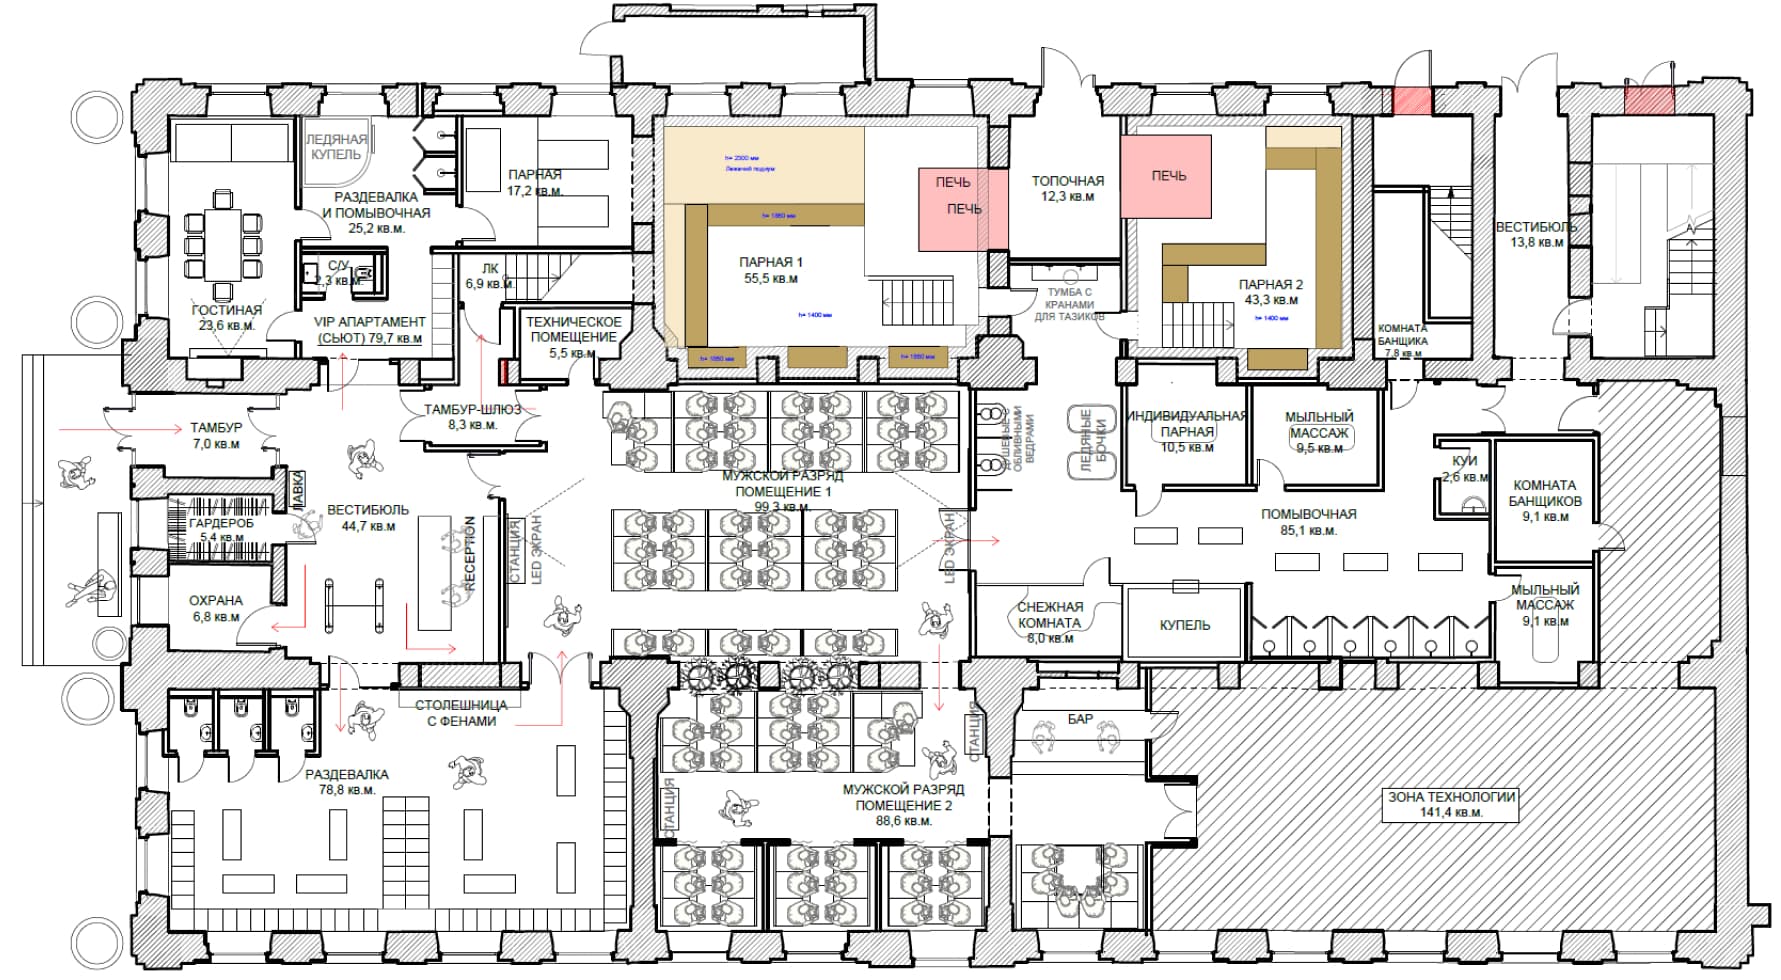 ЛЕДЯНАЯ
КУПЕЛЬ
РАЗДЕВАЛКА
И ПОМЫВОЧНАЯ
25,2 кв.м.
ПАРНАЯ
17,2 кв.м.
h= 2300 мм
Лежачий подиум
h= 1850 мм
ПАРНАЯ 1
55,5 кв.м
h= 1400 мм
h= 1850 мм
h= 1850 мм
ПЕЧЬ
ПЕЧЬ
ТОПОЧНАЯ
12,3 кв.м
ПЕЧЬ
ПАРНАЯ 2
43,3 кв.м
h= 1400 мм
ТУМБА С
КРАНАМИ
ДЛЯ ТАЗИКОВ
КОМНАТА
БАНЩИКА
7,8 кв.м
ВЕСТИБЮЛЬ
13,8 кв.м
С/У
2,3 кв.м.
ГОСТИНАЯ
23,6 кв.м.
VIP АПАРТАМЕНТ
(СЬЮТ) 79,7 кв.м
ЛК
6,9 кв.м.
ТЕХНИЧЕСКОЕ
ПОМЕЩЕНИЕ
5,5 кв.м
ТАМБУР
7,0 кв.м
ТАМБУР-ШЛЮЗ
8,3 кв.м.
ЛАВКА
ГАРДЕРОБ
5,4 кв.м
ВЕСТИБЮЛЬ
44,7 кв.м
RECEPTION
СТАНЦИЯ
LED ЭКРАН
ОХРАНА
6,8 кв.м.
МУЖСКОЙ РАЗРЯД
ПОМЕЩЕНИЕ 1
99,3 кв.м.
LED ЭКРАН
ДУШЕВЫЕ С
ОБЛИВНЫМИ
ВЕДРАМИ
ЛЕДЯНЫЕ
БОЧКИ
ИНДИВИДУАЛЬНАЯ
ПАРНАЯ
10,5 кв.м.
МЫЛЬНЫЙ
МАССАЖ
9,5 кв.м.
КУИ
2,6 кв.м
КОМНАТА
БАНЩИКОВ
9,1 кв.м
ПОМЫВОЧНАЯ
85,1 кв.м.
МЫЛЬНЫЙ
МАССАЖ
9,1 кв.м
СНЕЖНАЯ
КОМНАТА
8,0 кв.м
КУПЕЛЬ
СТОЛЕШНИЦА
С ФЕНАМИ
РАЗДЕВАЛКА
78,8 кв.м.
СТАНЦИЯ
СТАНЦИЯ
МУЖСКОЙ РАЗРЯД
ПОМЕЩЕНИЕ 2
88,6 кв.м.
БАР
ЗОНА ТЕХНОЛОГИИ
141,4 кв.м.